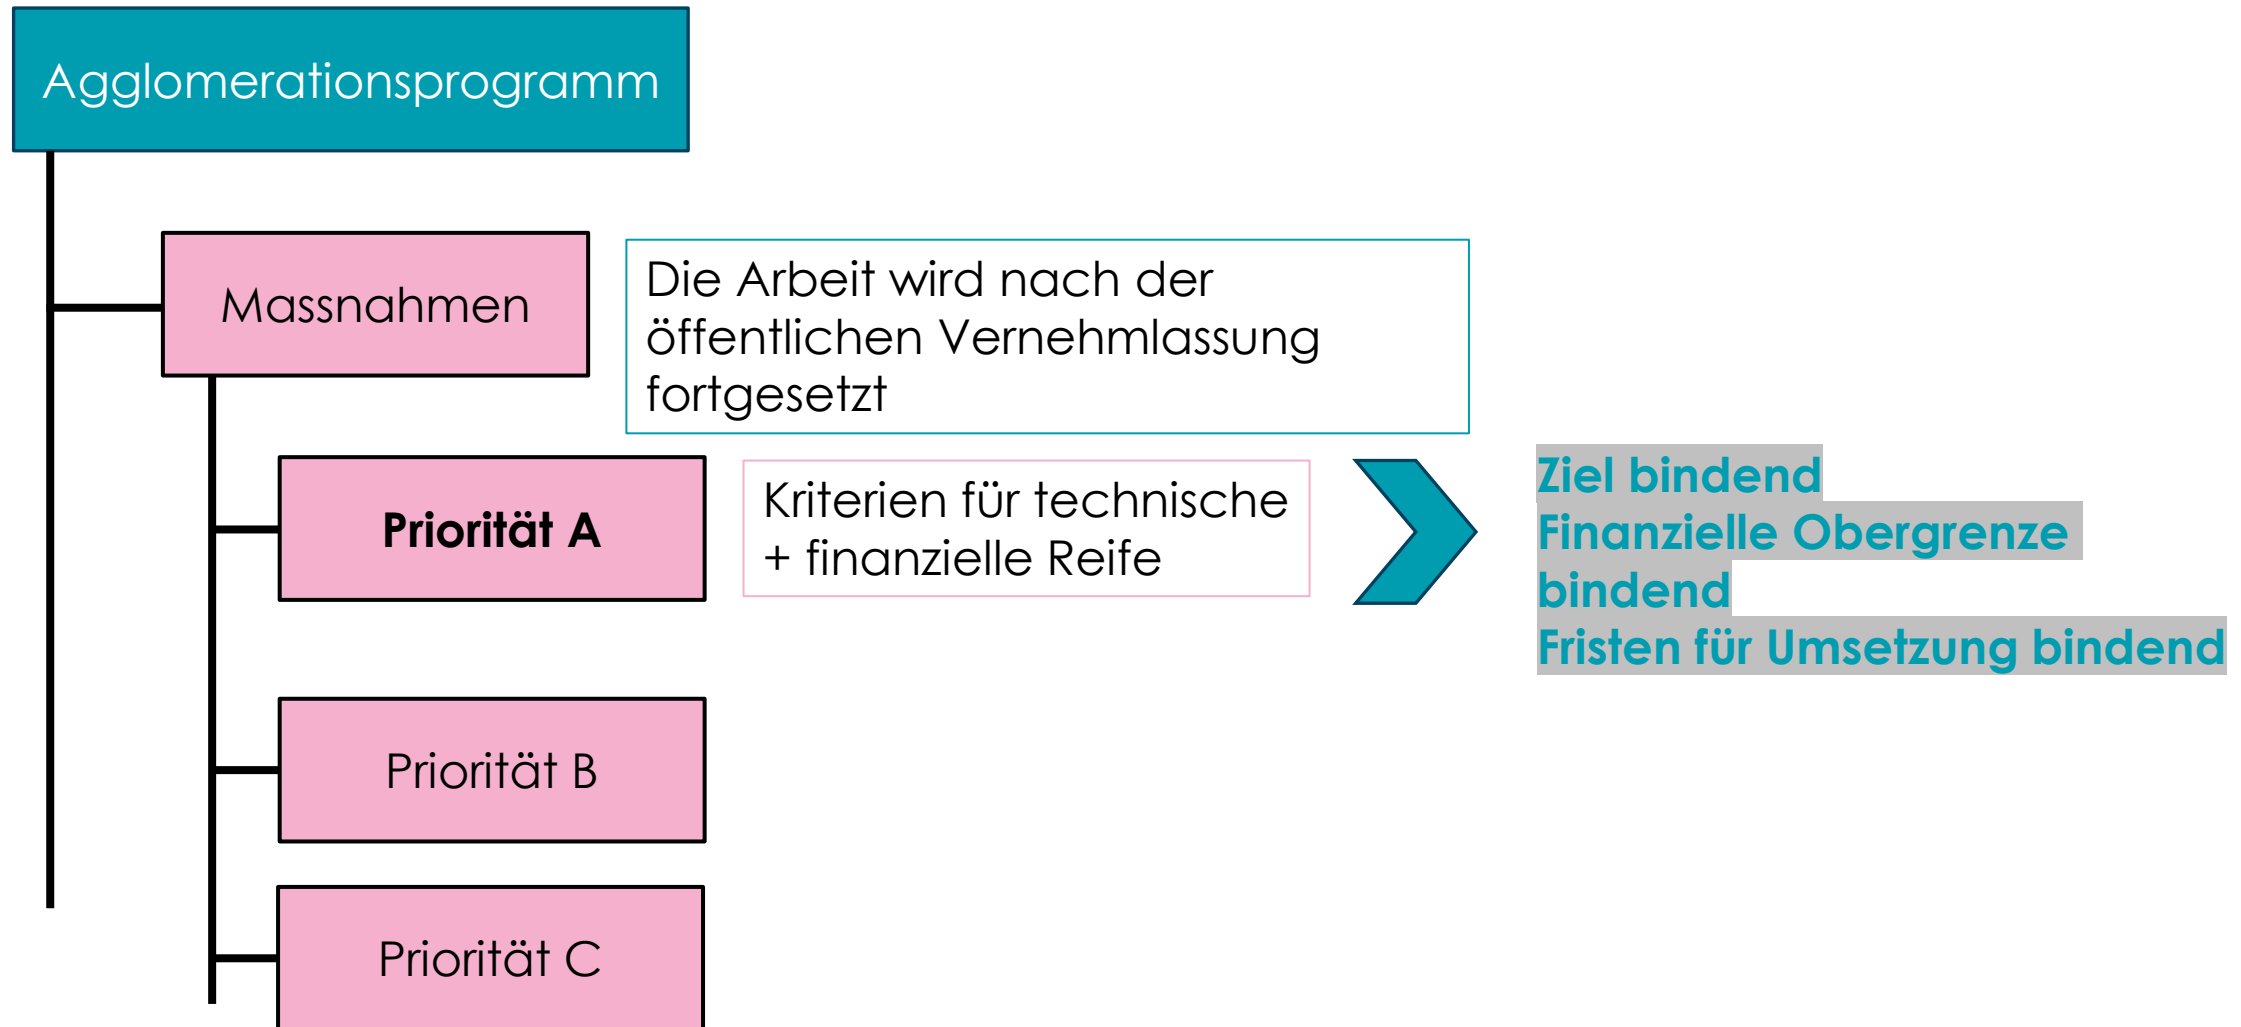 Agglomerationsprogramm
Massnahmen
Die Arbeit wird nach der
öffentlichen Vernehmlassung
fortgesetzt
Priorität A
Kriterien für technische
+ finanzielle Reife
Ziel bindend
Finanzielle Obergrenze
bindend
Fristen für Umsetzung bindend
Priorität B
Priorität C